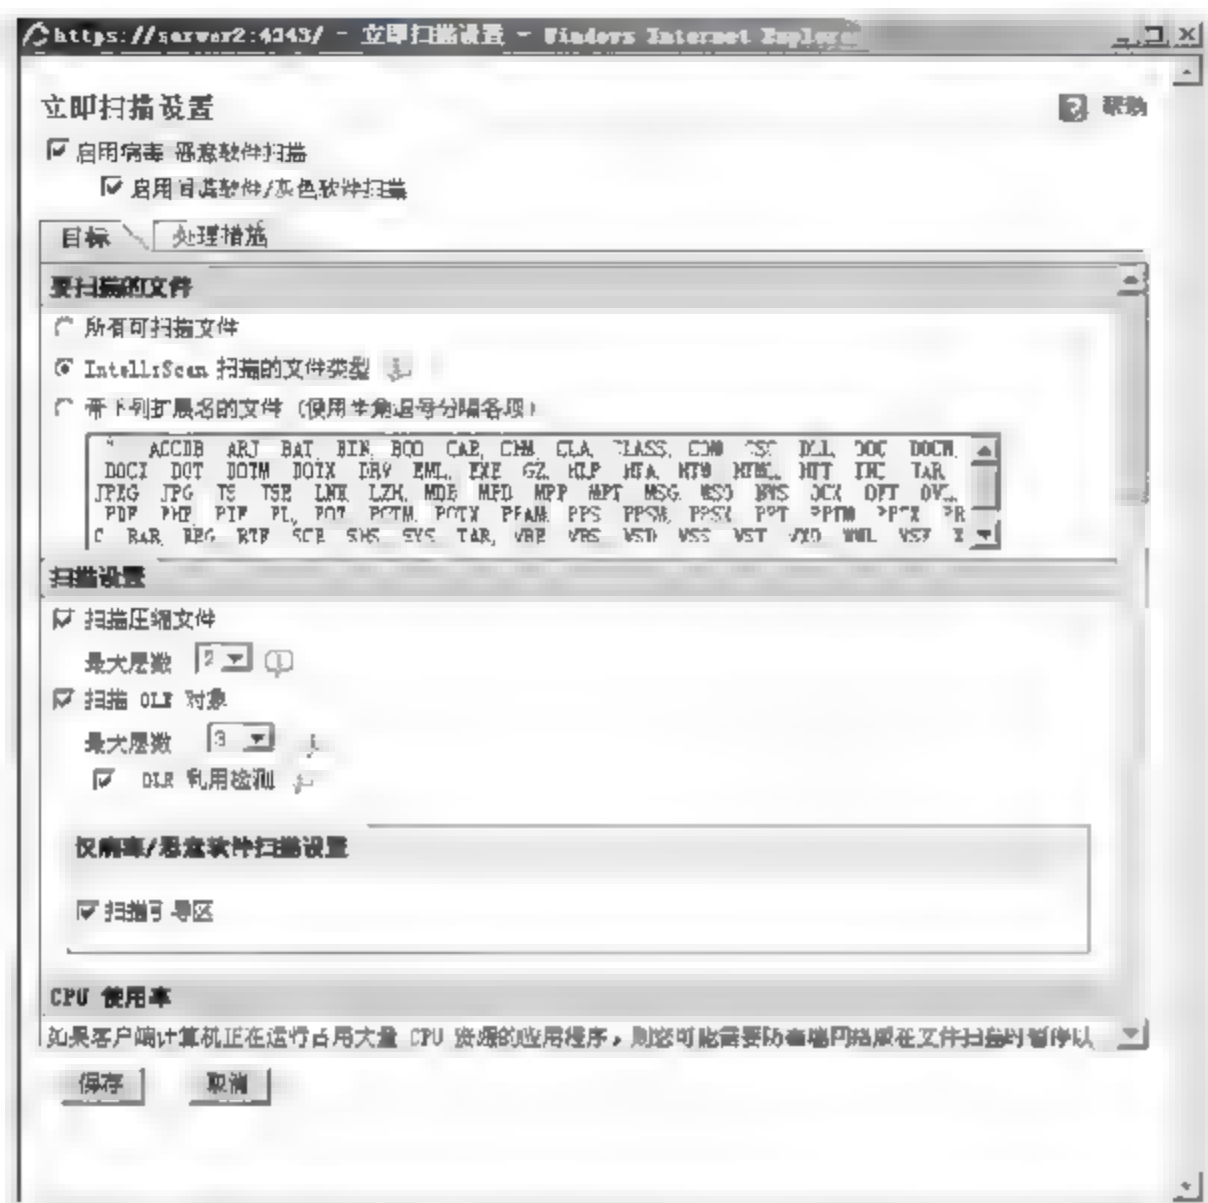 https://server2:4343/ - 立即扫描设置 - Windows Internet Explorer
立即扫描设置
帮助
启用病毒 恶意软件扫描
启用间谍软件/灰色软件扫描
目标
处理措施
要扫描的文件
所有可扫描文件
IntelliScan 扫描的文件类型
带下列扩展名的文件 (使用半角逗号分隔各项)
ACCDB ARJ BAT, BIN, BOO CAB, CHM, CLA, CLASS, COM CSC DLL, DOC DOCM,
DOCX DOT DOTM DOTX DRV EML, EXE GZ, HLP HTA, HTM HTML, HTT INC JAR,
JPEG JPG JS JSE LNK LZH, MDB MPD MPP MPT MSG MSO NWS OCX OFT OVL,
PDF PHP, PIF PL, POT POTM, POTX PPAM, PPS PPSM, PPSX, PPT PPTM PPTX PR
C RAR, REG RTF SCR SHS, SYS TAR, VBE VBS, VSD VSS VST VXD WML WSF X
扫描设置
扫描压缩文件
最大层数 2
扫描 OLE 对象
最大层数 3
OLE 利用检测
仅病毒/恶意软件扫描设置
扫描引导区
CPU 使用率
如果客户端计算机正在运行占用大量 CPU 资源的应用程序，则您可能需要防毒墙网络版在文件扫描时暂停以
保存
取消